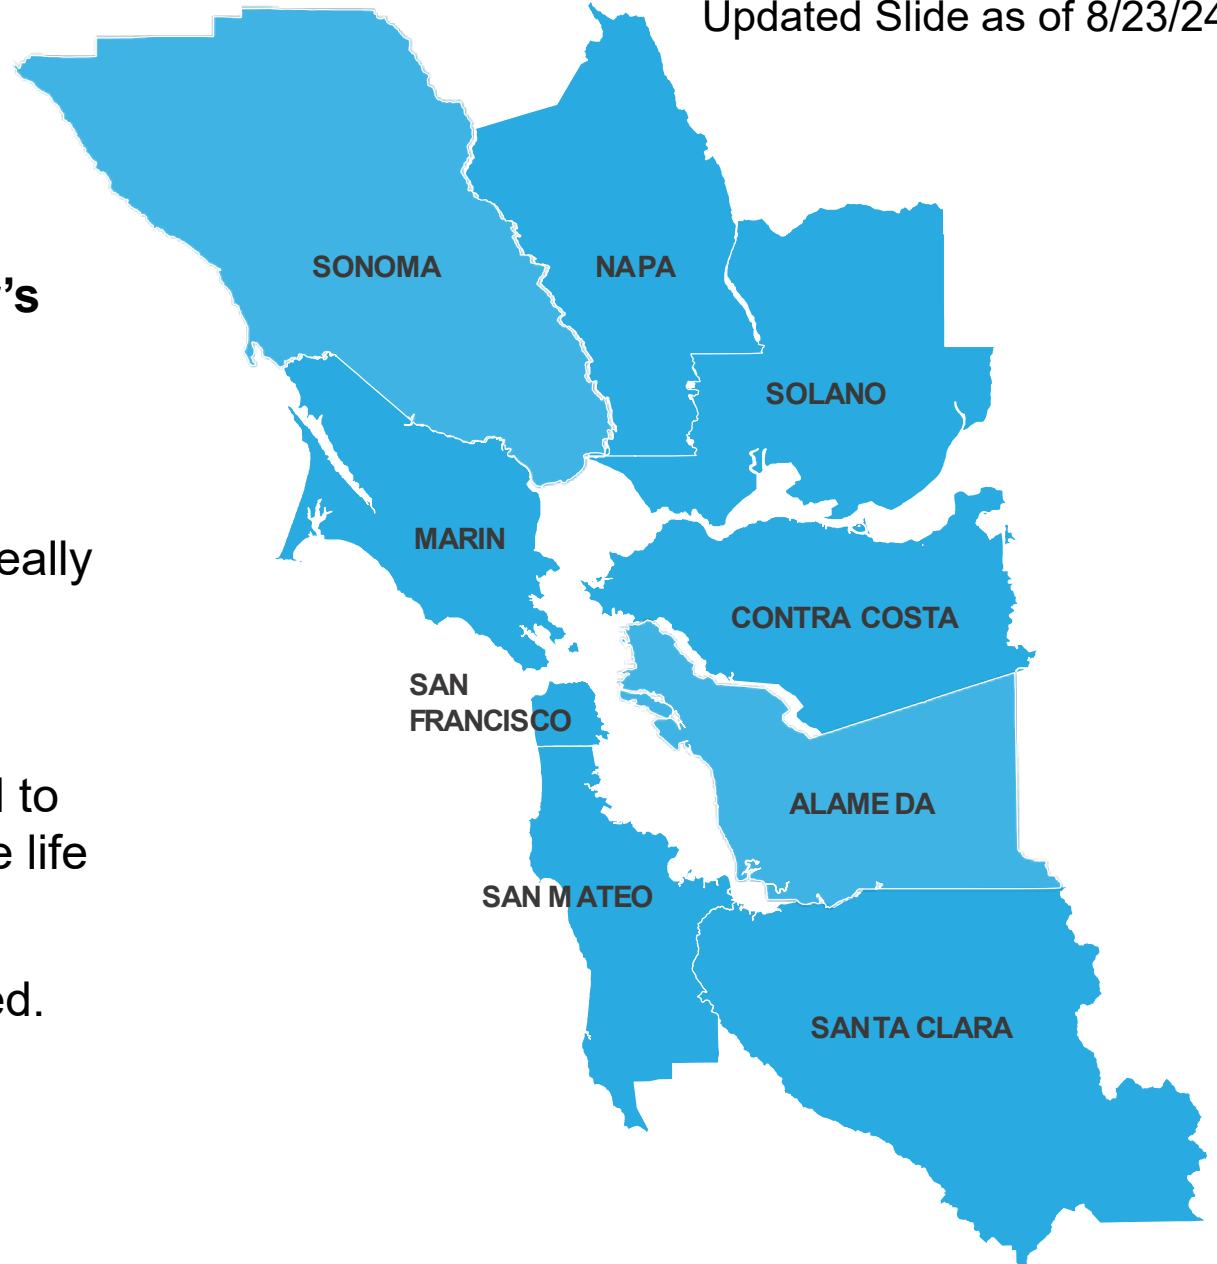 Updated Slide as of 8/23/24
SONOMA
NAPA
’s
SOLANO
MARIN
eally
CONTRA COSTA
SAN
FRANCISCO
to
ALAMEDA
e life
SAN MATEO
ed.
SANTA CLARA